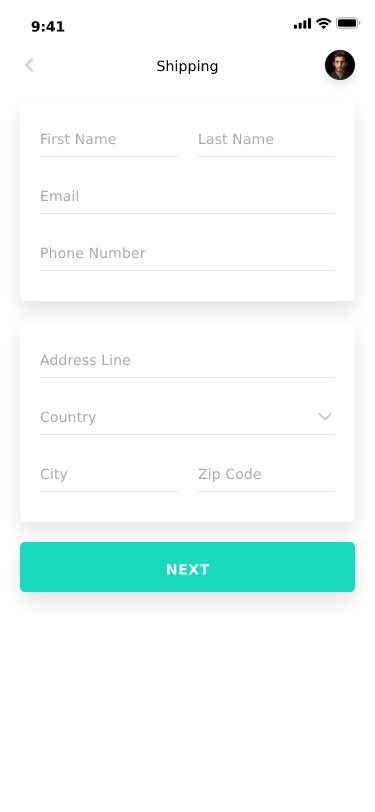 9:41
Shipping
First Name Last Name
Email
Phone Number
Address Line
Country
City Zip Code
NEXT